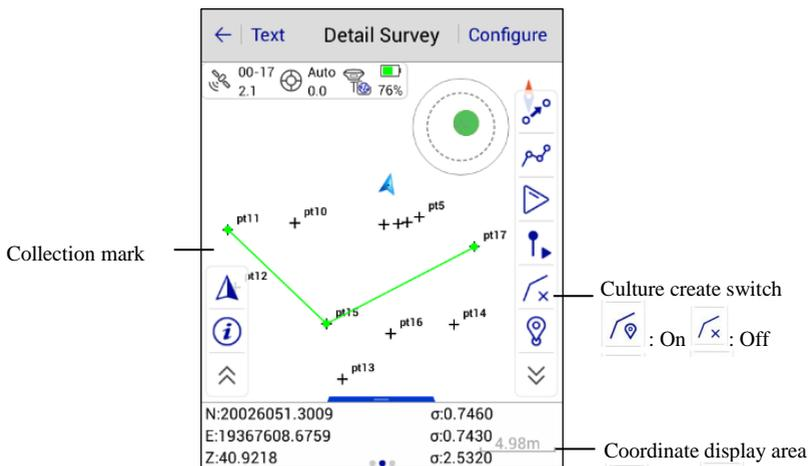 Text Detail Survey Configure
00-17 Auto
2.1 0.0 76%
pt11 pt10 pt5
pt17
Collection mark
pt12
Culture create switch
pt15 pt16 pt14
: On : Off
pt13
N:20026051.3009 σ:0.7460
E:19367608.6759 σ:0.7430
4.98m
Z:40.9218 σ:2.5320
Coordinate display area